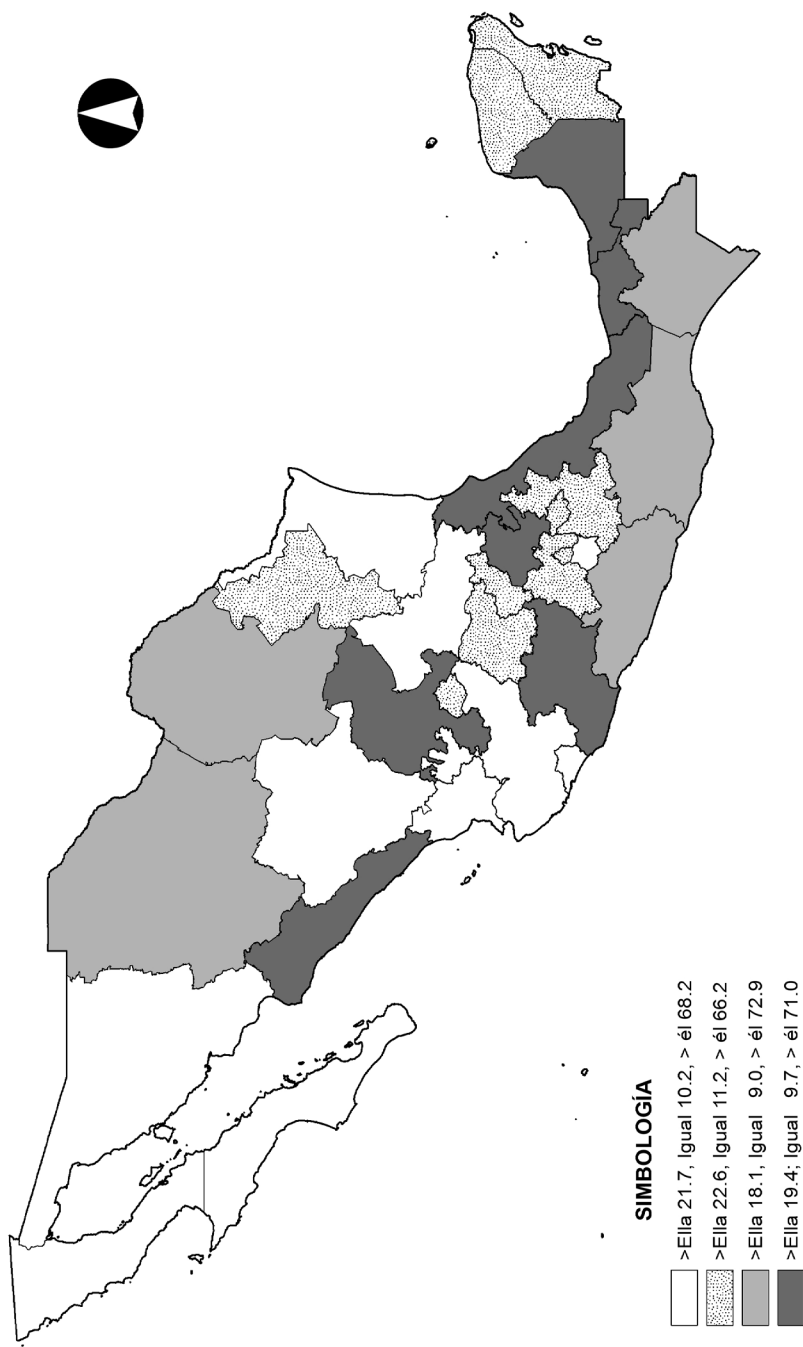 SIMBOLOGÍA
>Ella 21.7, Igual 10.2, > él 68.2
>Ella 22.6, Igual 11.2, > él 66.2
>Ella 18.1, Igual 9.0, > él 72.9
>Ella 19.4; Igual 9.7, > él 71.0